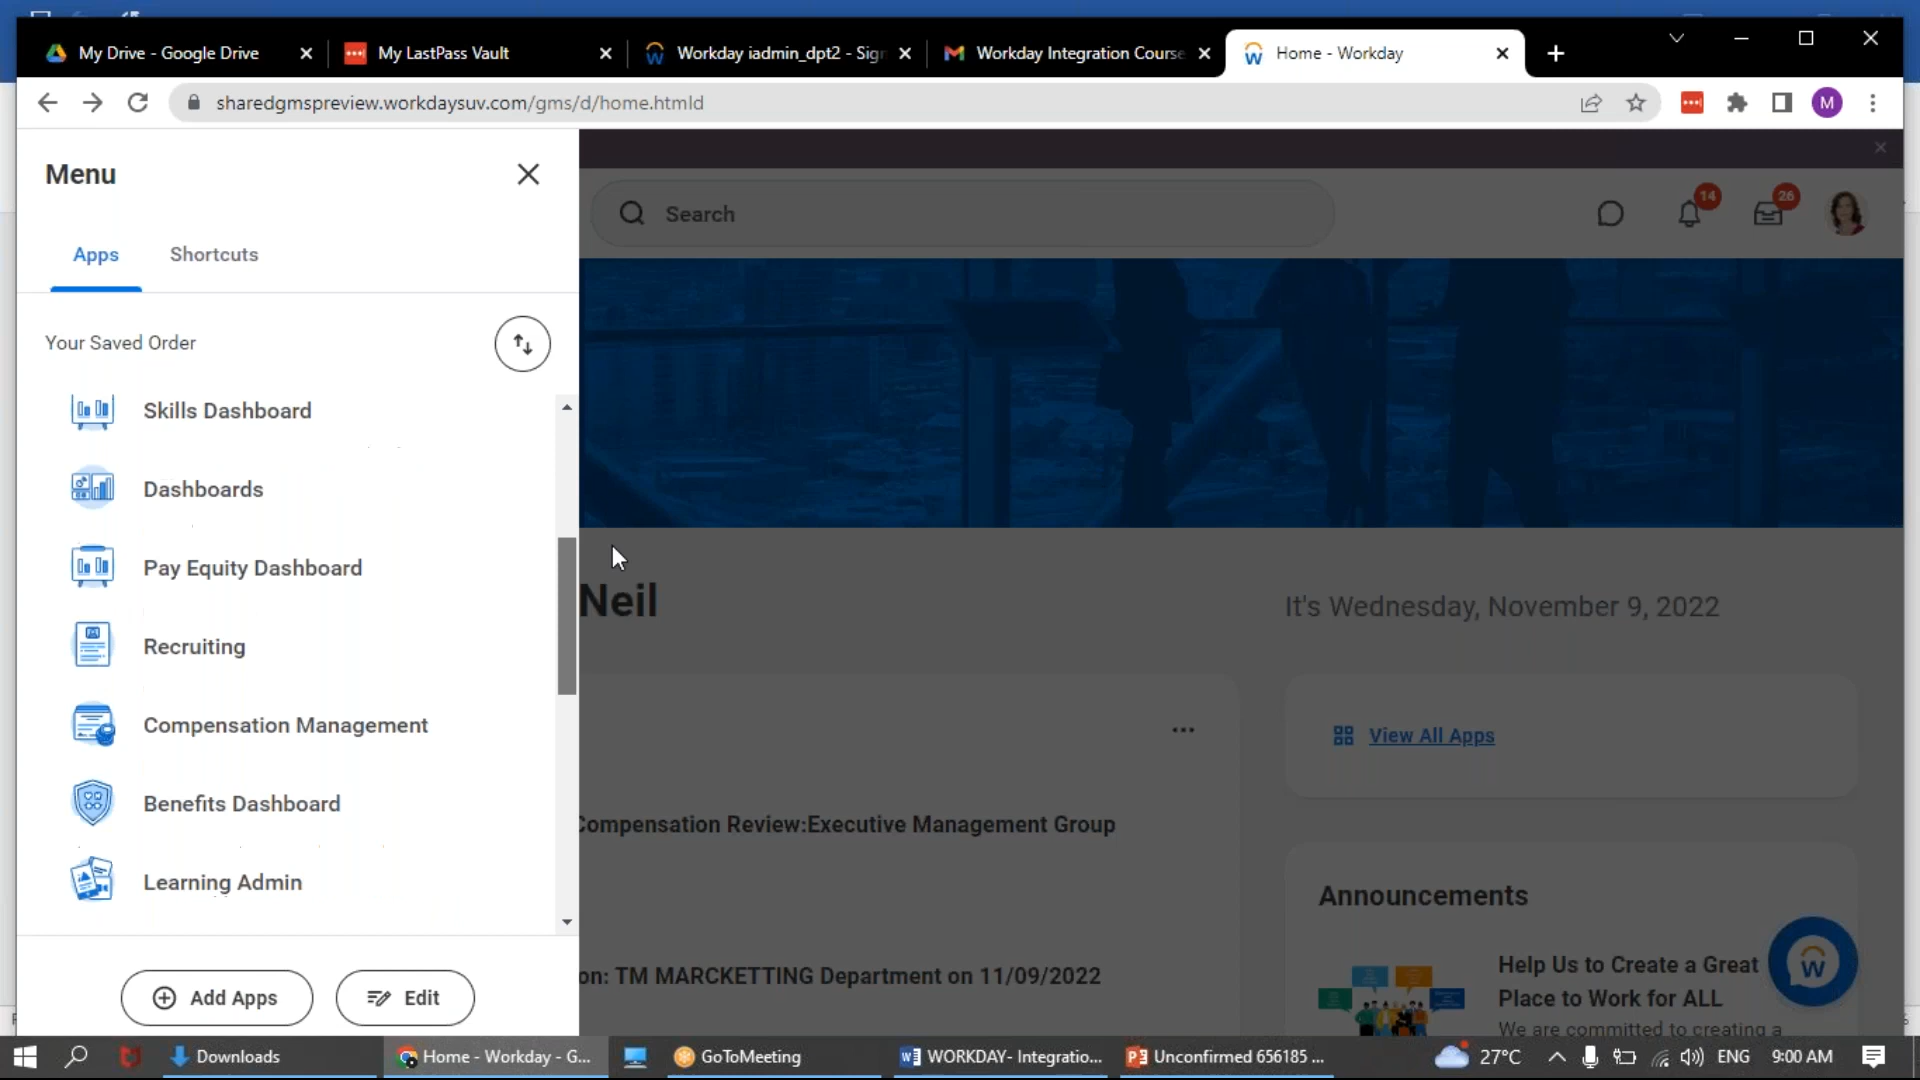 My Drive - Google Drive
My LastPass Vault
Workday iadmin_dpt2 - Sign
Workday Integration Course
Home - Workday
sharedgmspreview.workdaysuv.com/gms/d/home.htmld
M
Menu
Apps
Shortcuts
Search
14
26
Your Saved Order
Skills Dashboard
Dashboards
Pay Equity Dashboard
Recruiting
Compensation Management
Benefits Dashboard
Learning Admin
Add Apps
Edit
Neil
It's Wednesday, November 9, 2022
View All Apps
Compensation Review:Executive Management Group
on: TM MARCKETTING Department on 11/09/2022
Announcements
Help Us to Create a Great
Place to Work for ALL
We are committed to creating a
Downloads
Home - Workday - G...
GoToMeeting
WORKDAY- Integratio...
Unconfirmed 656185 ...
27°C
ENG
9:00 AM